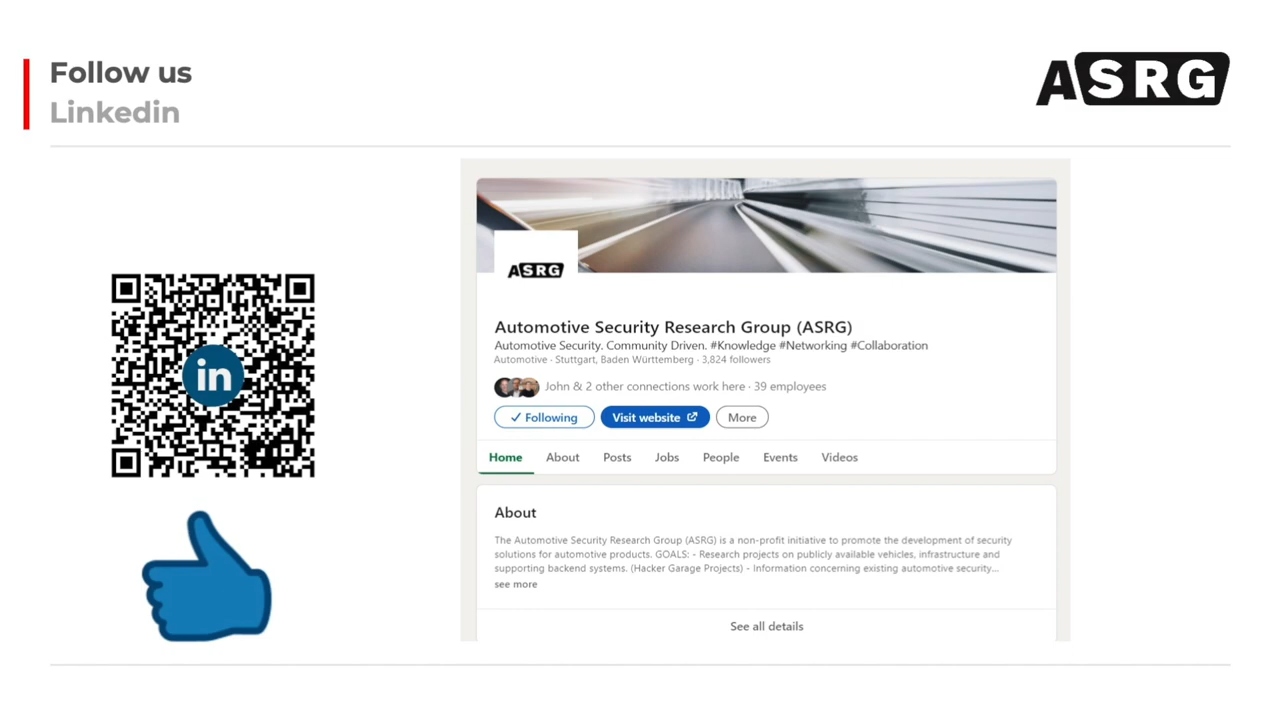 Follow us
Linkedin
ASRG
in
ASRG
Automotive Security Research Group (ASRG)
Automotive Security. Community Driven. #Knowledge #Networking #Collaboration
Automotive · Stuttgart, Baden Württemberg · 3,824 followers
John & 2 other connections work here · 39 employees
✓ Following Visit website More
Home About Posts Jobs People Events Videos
About
The Automotive Security Research Group (ASRG) is a non-profit initiative to promote the development of security
solutions for automotive products. GOALS: - Research projects on publicly available vehicles, infrastructure and
supporting backend systems. (Hacker Garage Projects) - Information concerning existing automotive security...
see more
See all details